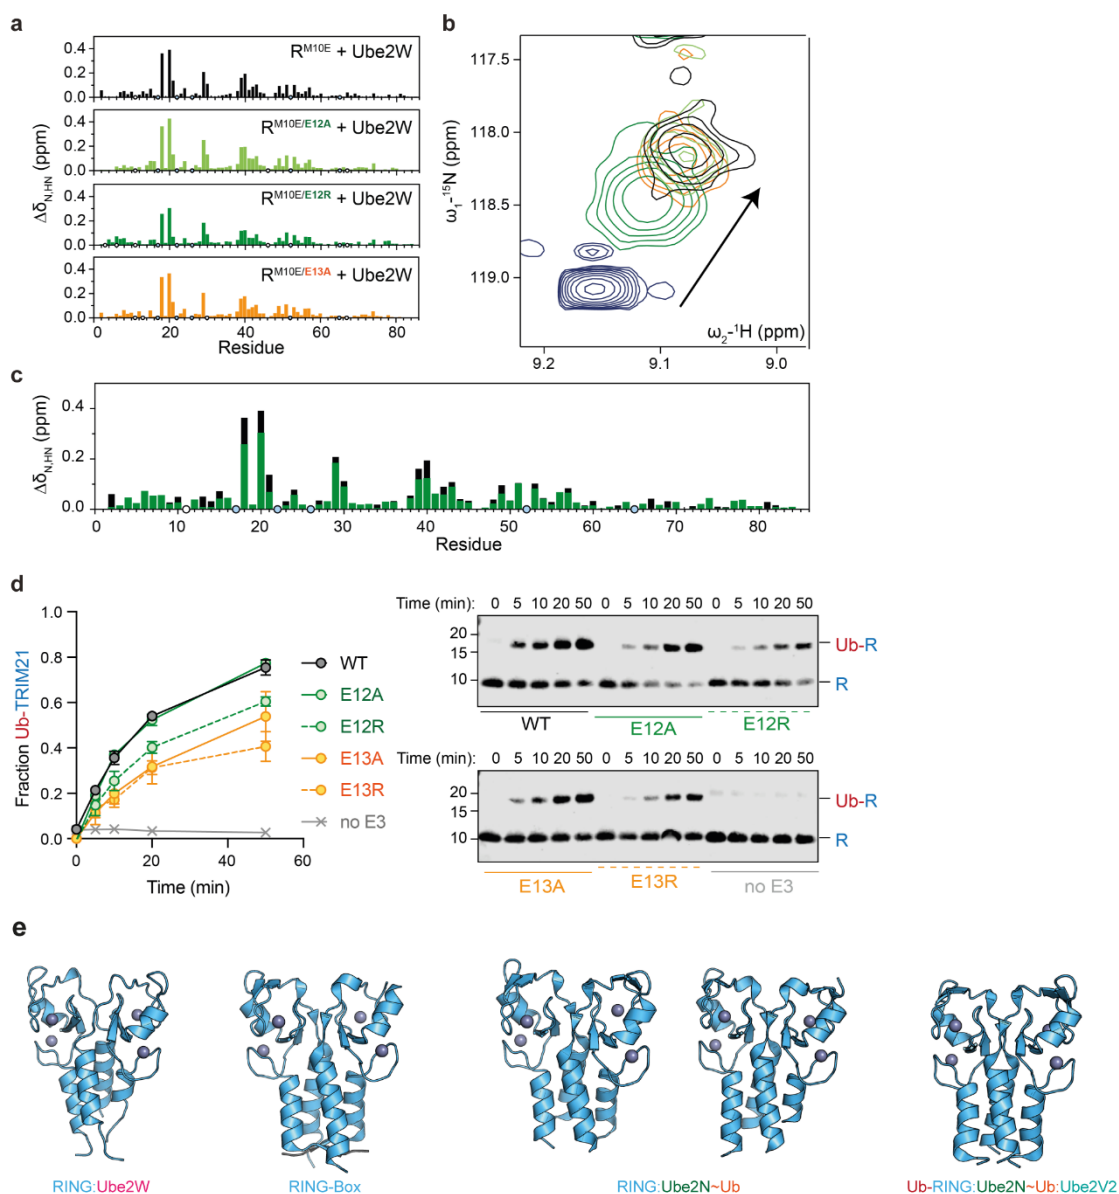 a
R^M10E + Ube2W
R^M10E/E12A + Ube2W
R^M10E/E12R + Ube2W
R^M10E/E13A + Ube2W
Δδ_N,HN (ppm)
0.4
0.2
0.0
0.4
0.2
0.0
0.4
0.2
0.0
0.4
0.2
0.0
20 40 60 80
Residue
b
ω₁-¹⁵N (ppm)
117.5
118.0
118.5
119.0
ω₂-¹H (ppm)
9.2 9.1 9.0
c
Δδ_N,HN (ppm)
0.4
0.2
0.0
0 10 20 30 40 50 60 70 80
Residue
d
Fraction Ub-TRIM21
1.0
0.8
0.6
0.4
0.2
0.0
0 20 40 60
Time (min)
WT
E12A
E12R
E13A
E13R
no E3
Time (min): 0 5 10 20 50 0 5 10 20 50 0 5 10 20 50
20
15
10
Ub-R
R
WT E12A E12R
Time (min): 0 5 10 20 50 0 5 10 20 50 0 5 10 20 50
20
15
10
Ub-R
R
E13A E13R no E3
e
RING:Ube2W
RING-Box
RING:Ube2N~Ub
Ub-RING:Ube2N~Ub:Ube2V2